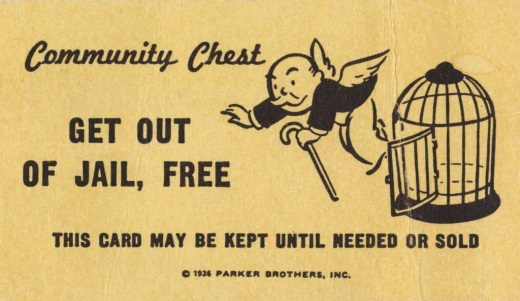 Community Chest
GET OUT
OF JAIL, FREE
THIS CARD MAY BE KEPT UNTIL NEEDED OR SOLD
© 1936 PARKER BROTHERS, INC.